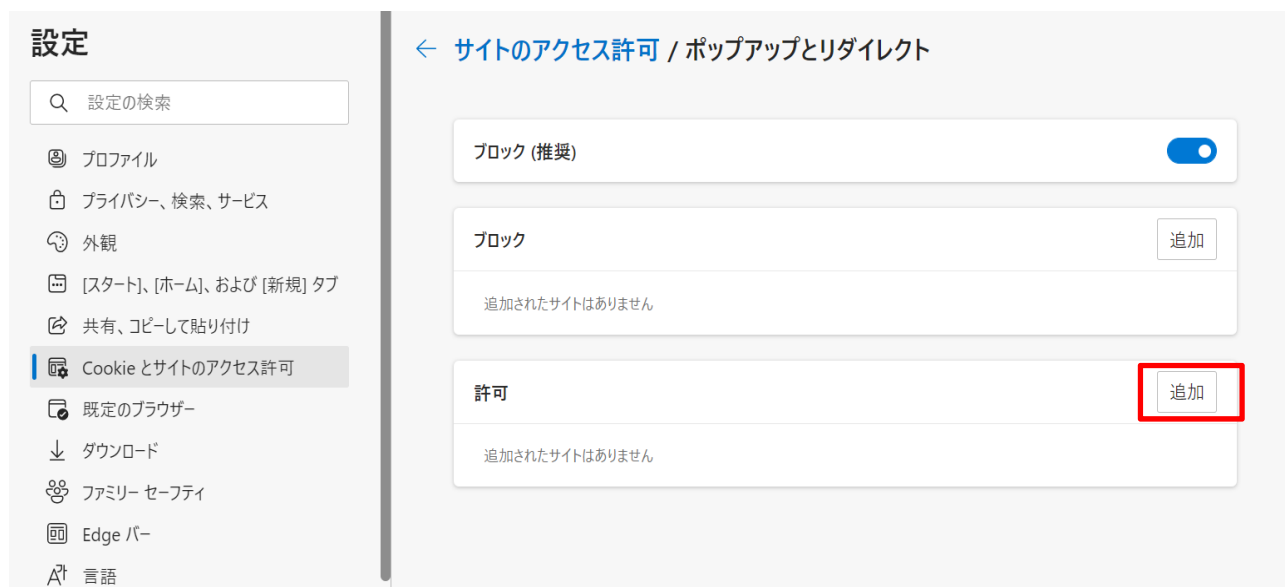 設定
設定の検索
プロファイル
プライバシー、検索、サービス
外観
[スタート]、[ホーム]、および [新規] タブ
共有、コピーして貼り付け
Cookie とサイトのアクセス許可
既定のブラウザー
ダウンロード
ファミリー セーフティ
Edge バー
言語
サイトのアクセス許可 / ポップアップとリダイレクト
ブロック (推奨)
ブロック 追加
追加されたサイトはありません
許可 追加
追加されたサイトはありません